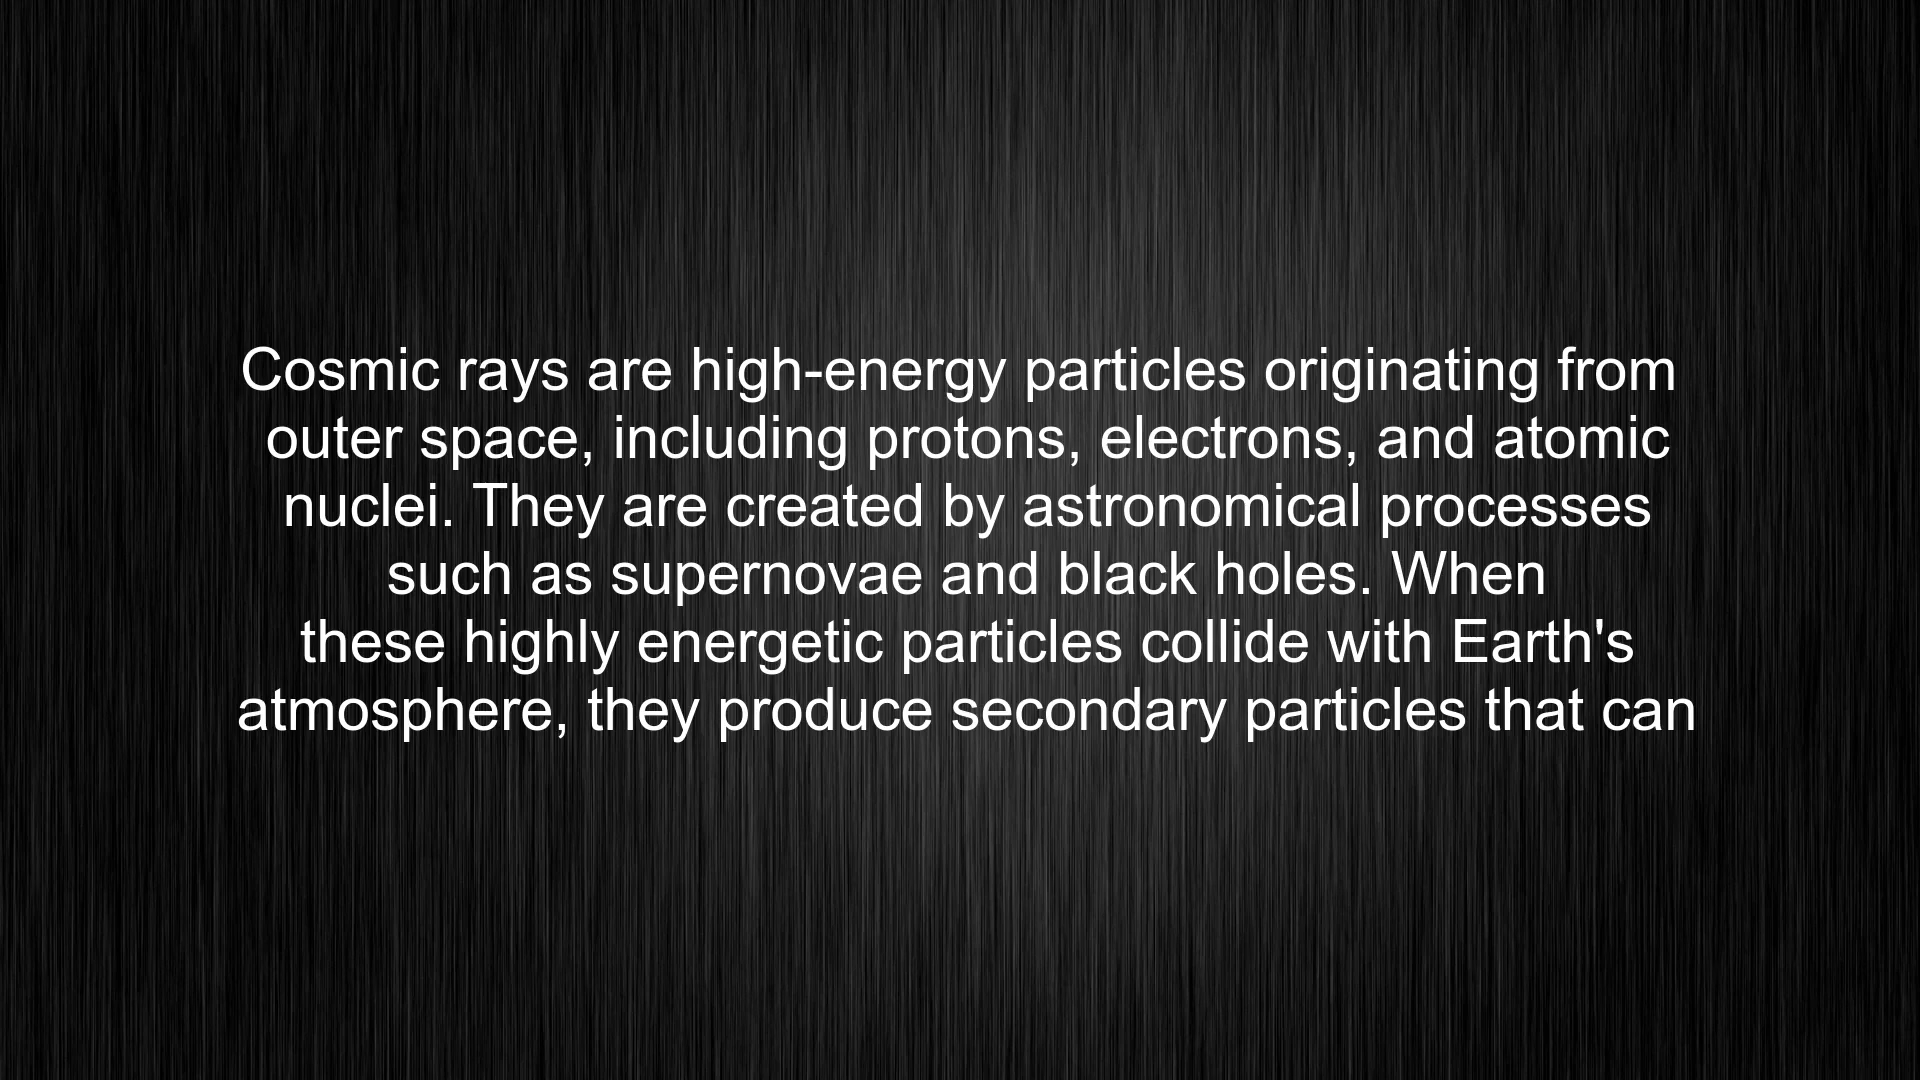 Cosmic rays are high-energy particles originating from
outer space, including protons, electrons, and atomic
nuclei. They are created by astronomical processes
such as supernovae and black holes. When
these highly energetic particles collide with Earth's
atmosphere, they produce secondary particles that can